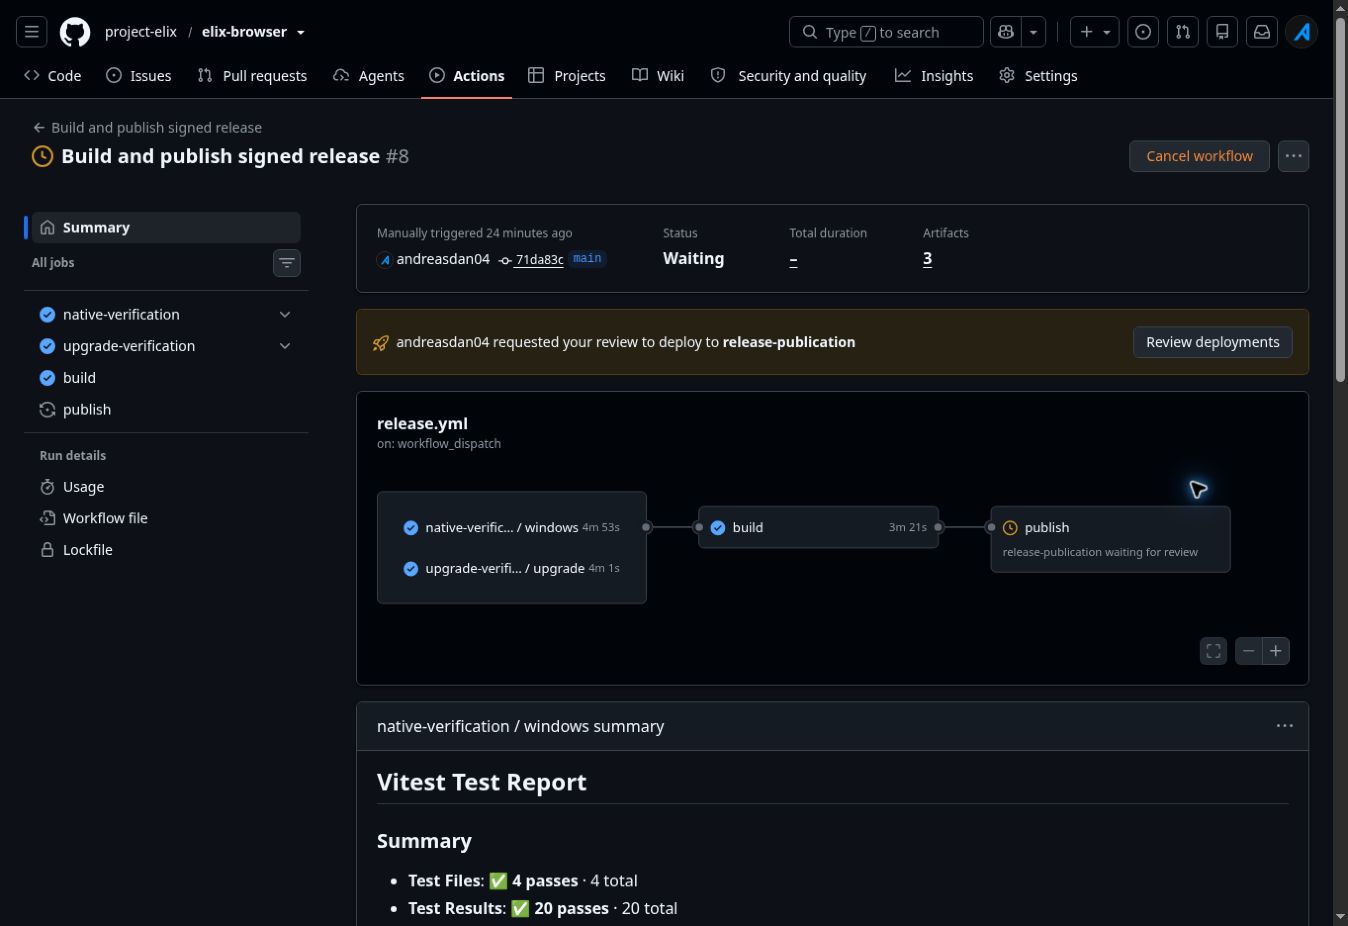 project-elix / elix-browser
Type / to search
Code
Issues
Pull requests
Agents
Actions
Projects
Wiki
Security and quality
Insights
Settings
Build and publish signed release
Build and publish signed release #8
Cancel workflow
Summary
All jobs
native-verification
upgrade-verification
build
publish
Run details
Usage
Workflow file
Lockfile
Manually triggered 24 minutes ago
andreasdan04 71da83c main
Status
Waiting
Total duration
–
Artifacts
3
andreasdan04 requested your review to deploy to release-publication
Review deployments
release.yml
on: workflow_dispatch
native-verific... / windows 4m 53s
upgrade-verifi... / upgrade 4m 1s
build 3m 21s
publish
release-publication waiting for review
native-verification / windows summary
Vitest Test Report
Summary
Test Files: ✅ 4 passes · 4 total
Test Results: ✅ 20 passes · 20 total